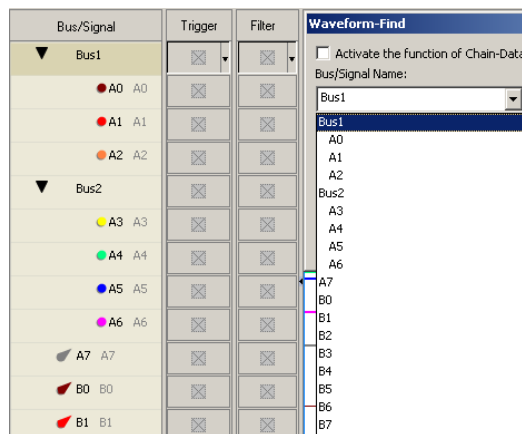 Bus/Signal Trigger Filter
Bus1
A0 A0
A1 A1
A2 A2
Bus2
A3 A3
A4 A4
A5 A5
A6 A6
A7 A7
B0 B0
B1 B1
Waveform-Find
Activate the function of Chain-Data
Bus/Signal Name:
Bus1
Bus1
A0
A1
A2
Bus2
A3
A4
A5
A6
A7
B0
B1
B2
B3
B4
B5
B6
B7